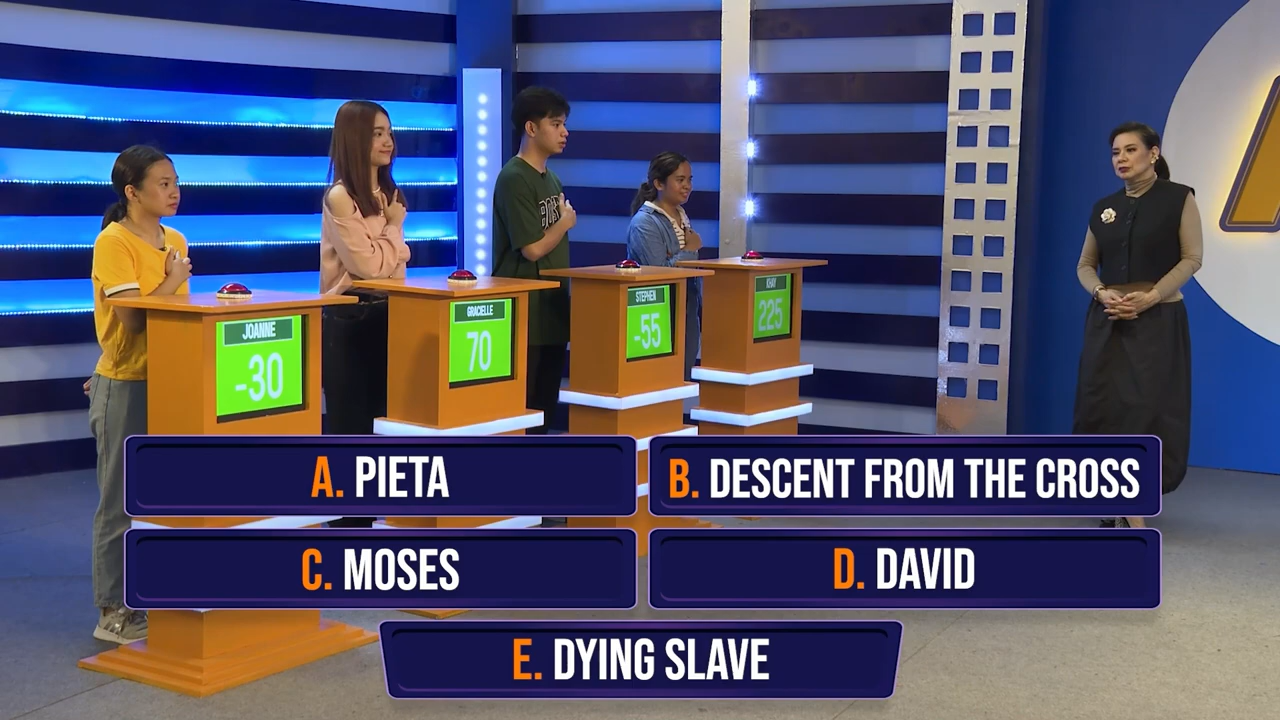 JOANNE
-30
GRACIELLE
70
STEPHEN
-55
KHAY
225
A. PIETA
B. DESCENT FROM THE CROSS
C. MOSES
D. DAVID
E. DYING SLAVE